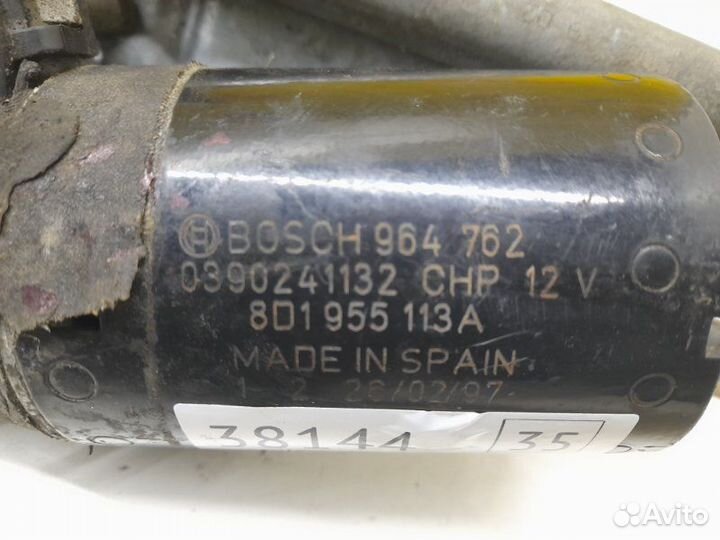 BOSCH 964 762
0390241132 CHP 12 V
8D1 955 113A
MADE IN SPAIN
1 2 26/02/97
38144 35
Avito